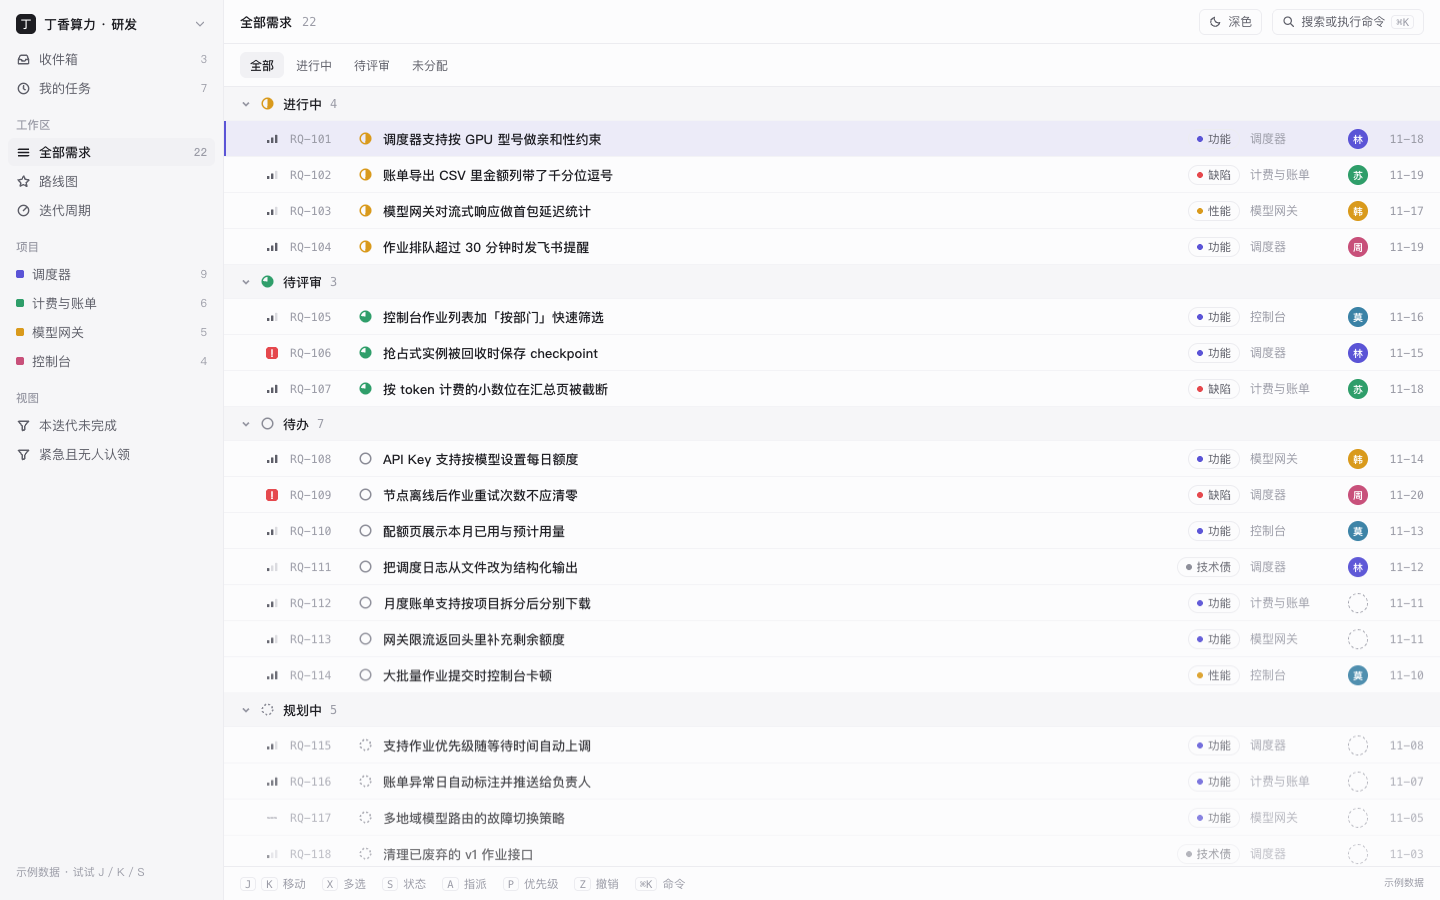 丁 丁香算力 · 研发
收件箱 3
我的任务 7
工作区
全部需求 22
路线图
迭代周期
项目
调度器 9
计费与账单 6
模型网关 5
控制台 4
视图
本迭代未完成
紧急且无人认领
示例数据 · 试试 J / K / S
全部需求 22
深色
搜索或执行命令 ⌘K
全部 进行中 待评审 未分配
进行中 4
RQ-101 调度器支持按 GPU 型号做亲和性约束 功能 调度器 林 11-18
RQ-102 账单导出 CSV 里金额列带了千分位逗号 缺陷 计费与账单 苏 11-19
RQ-103 模型网关对流式响应做首包延迟统计 性能 模型网关 韩 11-17
RQ-104 作业排队超过 30 分钟时发飞书提醒 功能 调度器 周 11-19
待评审 3
RQ-105 控制台作业列表加「按部门」快速筛选 功能 控制台 莫 11-16
! RQ-106 抢占式实例被回收时保存 checkpoint 功能 调度器 林 11-15
RQ-107 按 token 计费的小数位在汇总页被截断 缺陷 计费与账单 苏 11-18
待办 7
RQ-108 API Key 支持按模型设置每日额度 功能 模型网关 韩 11-14
! RQ-109 节点离线后作业重试次数不应清零 缺陷 调度器 周 11-20
RQ-110 配额页展示本月已用与预计用量 功能 控制台 莫 11-13
RQ-111 把调度日志从文件改为结构化输出 技术债 调度器 林 11-12
RQ-112 月度账单支持按项目拆分后分别下载 功能 计费与账单 11-11
RQ-113 网关限流返回头里补充剩余额度 功能 模型网关 11-11
RQ-114 大批量作业提交时控制台卡顿 性能 控制台 莫 11-10
规划中 5
RQ-115 支持作业优先级随等待时间自动上调 功能 调度器 11-08
RQ-116 账单异常日自动标注并推送给负责人 功能 计费与账单 11-07
RQ-117 多地域模型路由的故障切换策略 功能 模型网关 11-05
RQ-118 清理已废弃的 v1 作业接口 技术债 调度器 11-03
J K 移动 X 多选 S 状态 A 指派 P 优先级 Z 撤销 ⌘K 命令
示例数据